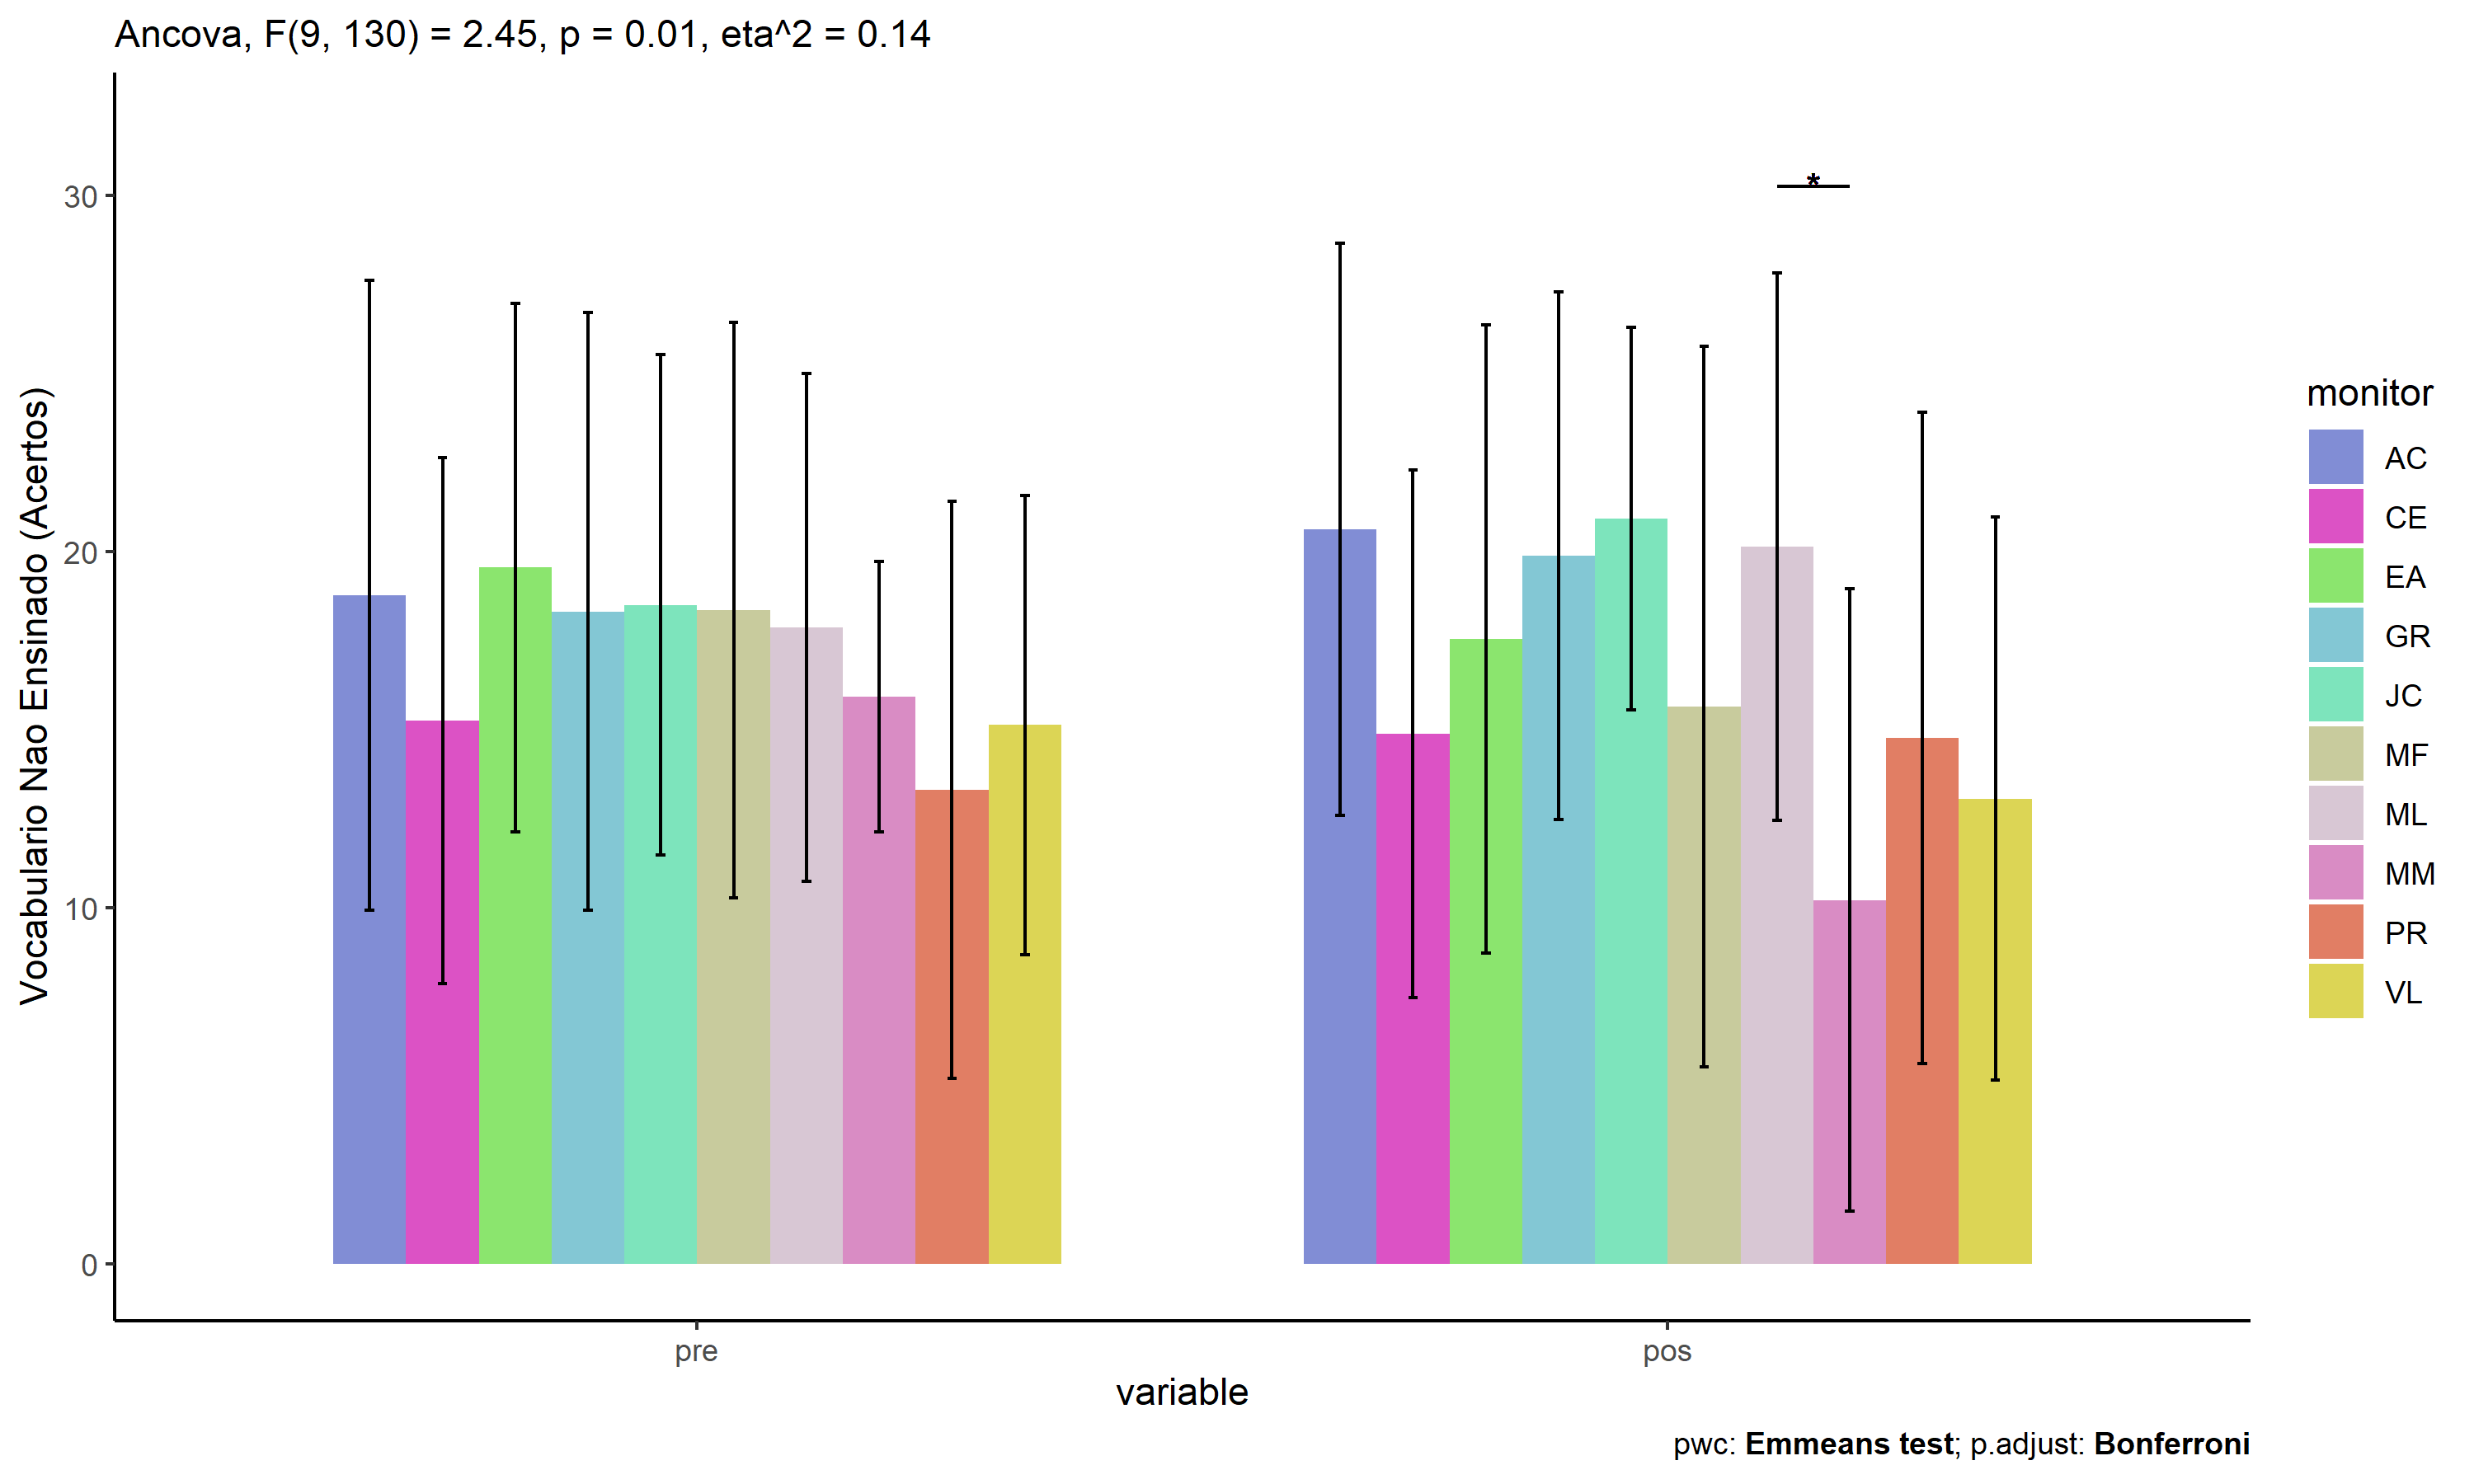 Ancova, F(9, 130) = 2.45, p = 0.01, eta^2 = 0.14
Vocabulario Nao Ensinado (Acertos)
30
20
10
0
*
pre
pos
variable
monitor
AC
CE
EA
GR
JC
MF
ML
MM
PR
VL
pwc: Emmeans test; p.adjust: Bonferroni